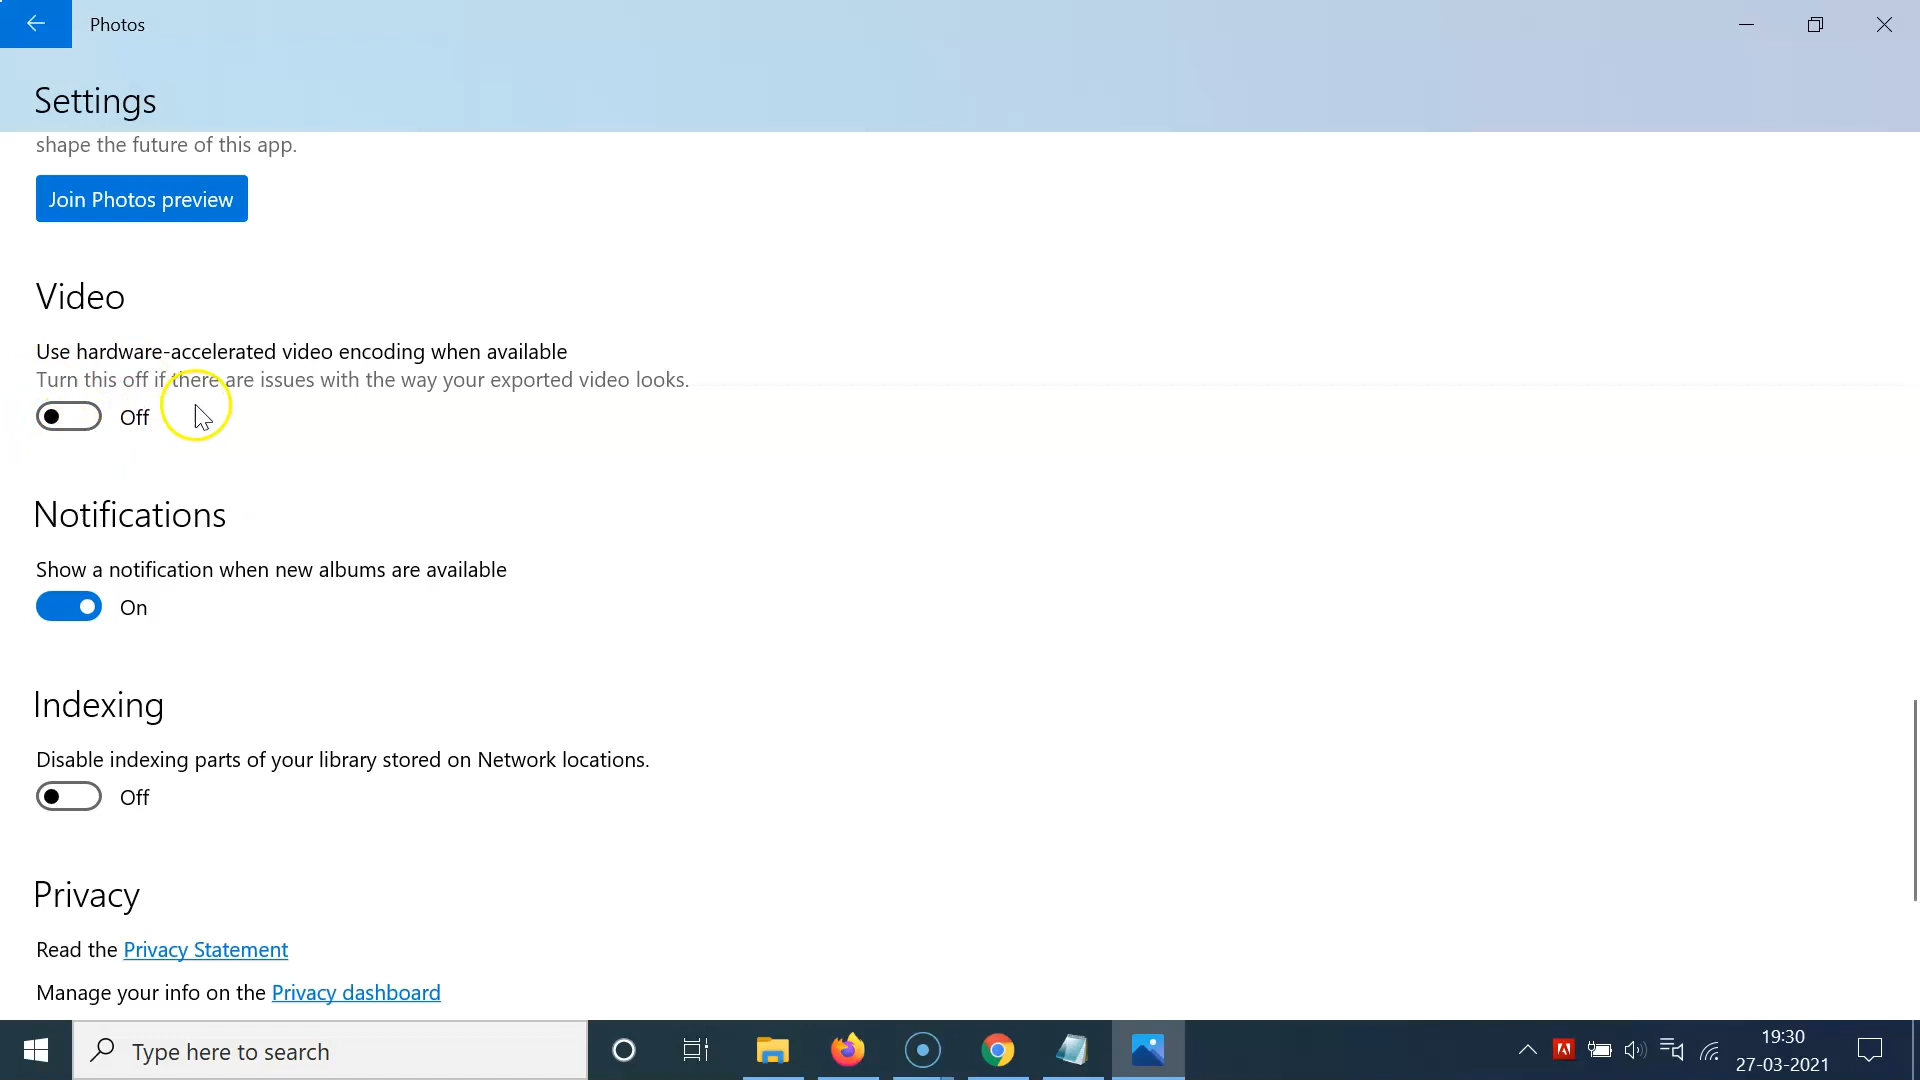 Photos
Settings
shape the future of this app.
Join Photos preview
Video
Use hardware-accelerated video encoding when available
Turn this off if there are issues with the way your exported video looks.
Off
Notifications
Show a notification when new albums are available
On
Indexing
Disable indexing parts of your library stored on Network locations.
Off
Privacy
Read the Privacy Statement
Manage your info on the Privacy dashboard
Type here to search
19:30
27-03-2021